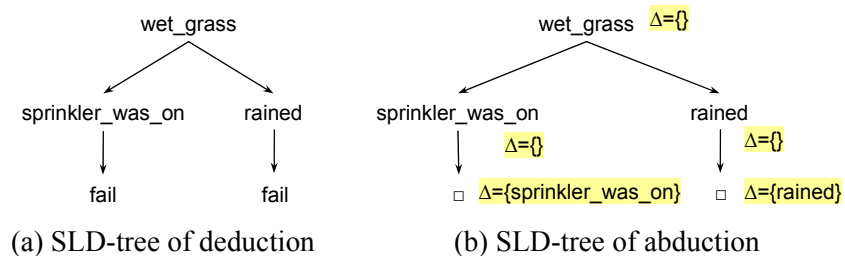 wet_grass
sprinkler_was_on rained
fail fail
(a) SLD-tree of deduction
wet_grass Δ={}
sprinkler_was_on rained
Δ={} Δ={}
□ Δ={sprinkler_was_on} □ Δ={rained}
(b) SLD-tree of abduction